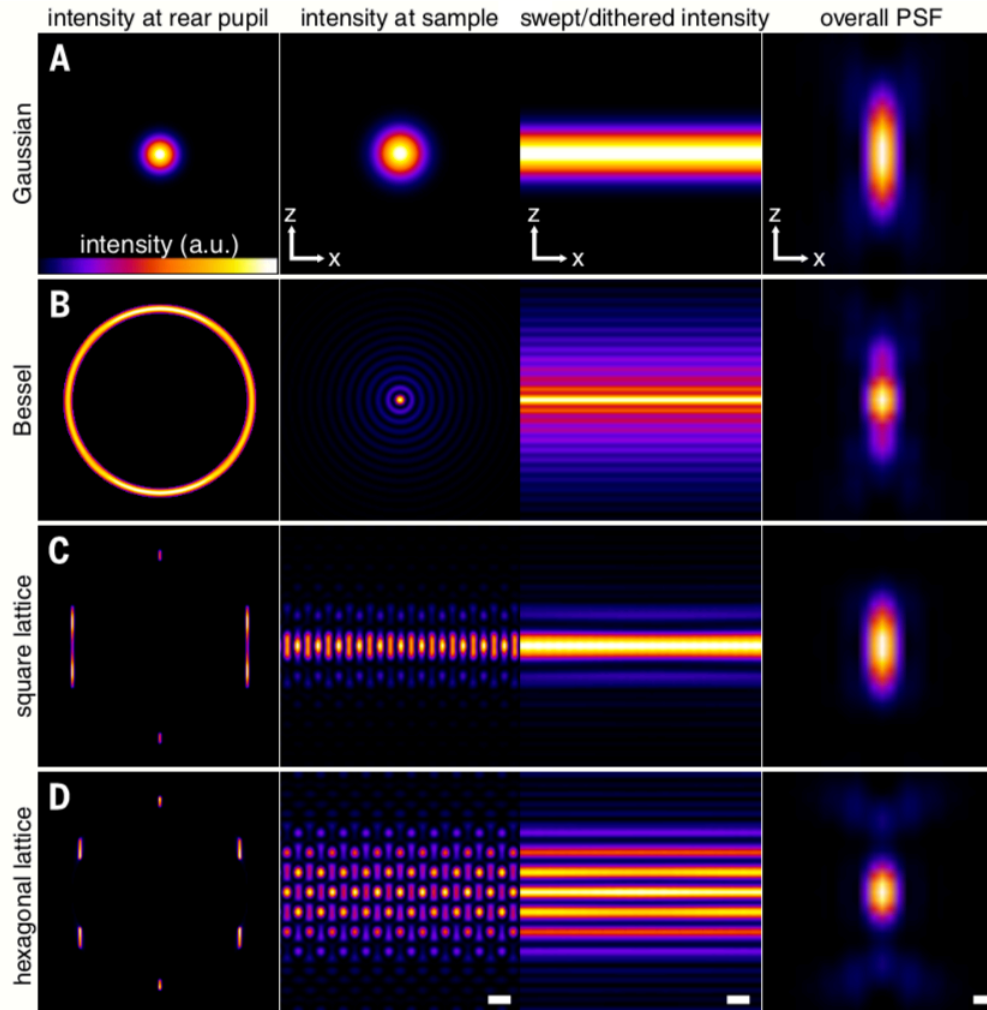 intensity at rear pupil intensity at sample swept/dithered intensity overall PSF
A
Gaussian
intensity (a.u.)
z
x
z
x
z
x
B
Bessel
C
square lattice
D
hexagonal lattice